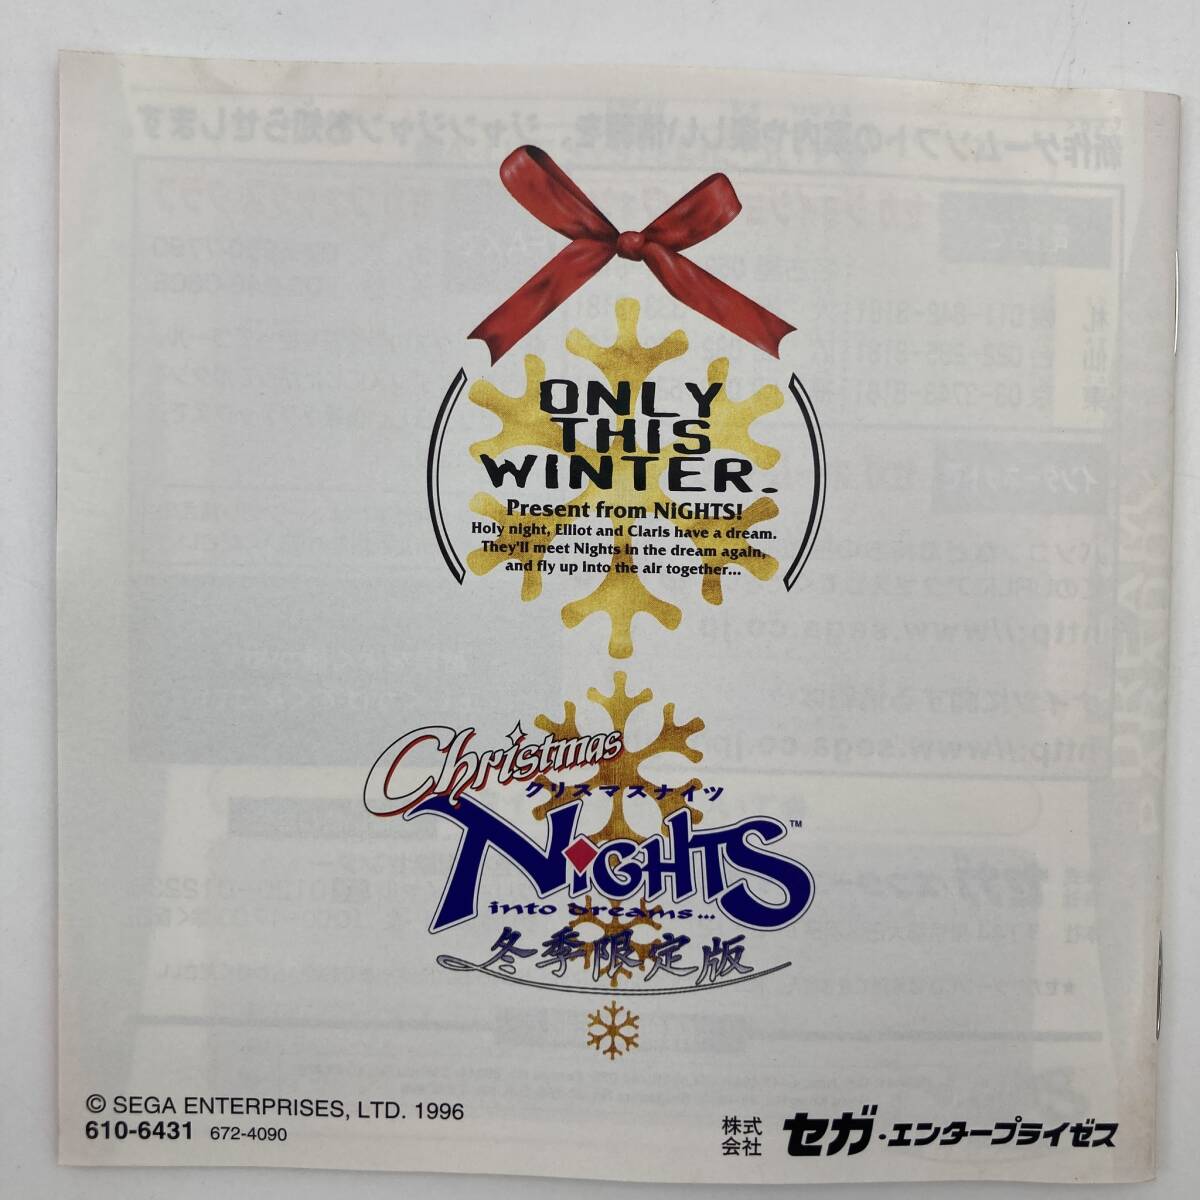 ONLY
THIS
WINTER.
Present from NiGHTS!
Holy night, Elliot and Claris have a dream.
They'll meet Nights in the dream again,
and fly up into the air together...
Christmas
クリスマスナイツ
NiGHTS™
into dreams...
冬季限定版
© SEGA ENTERPRISES, LTD. 1996
610-6431 672-4090
株式会社 セガ・エンタープライゼス